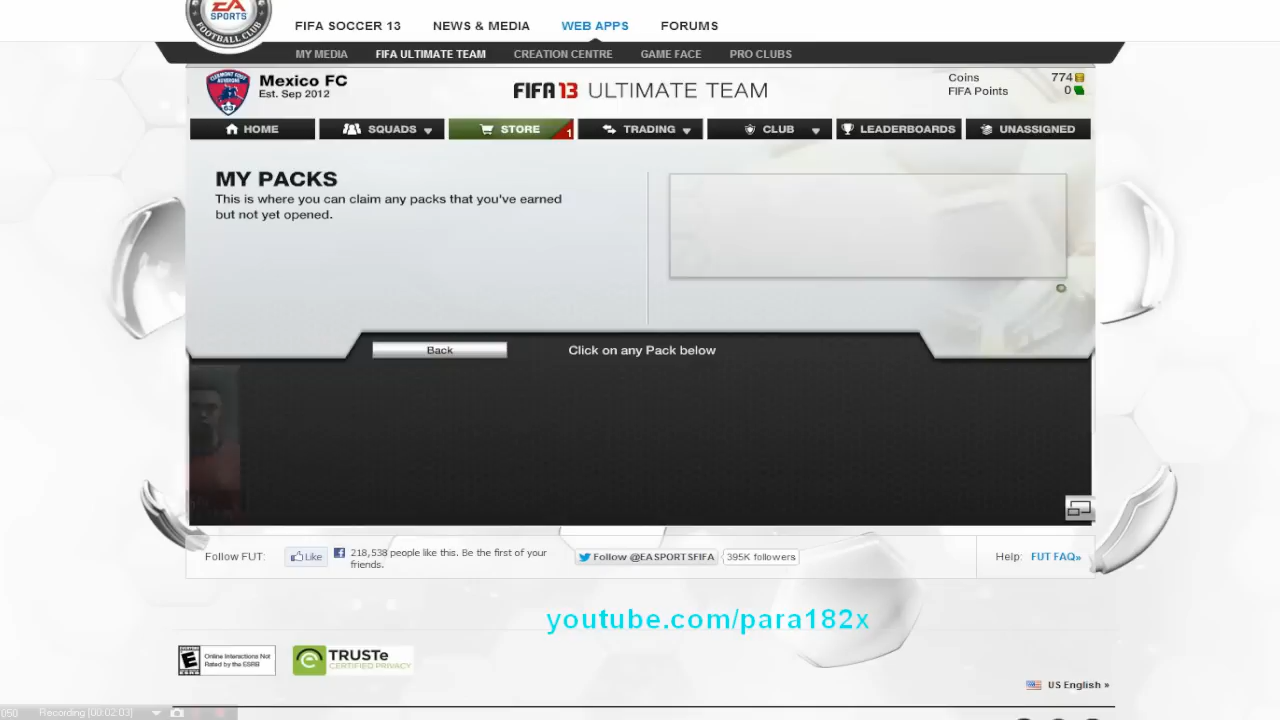 EA
SPORTS
FOOTBALL CLUB
FIFA SOCCER 13
NEWS & MEDIA
WEB APPS
FORUMS
MY MEDIA
FIFA ULTIMATE TEAM
CREATION CENTRE
GAME FACE
PRO CLUBS
Mexico FC
Est. Sep 2012
FIFA 13 ULTIMATE TEAM
Coins 774
FIFA Points 0
HOME
SQUADS
STORE
1
TRADING
CLUB
LEADERBOARDS
UNASSIGNED
MY PACKS
This is where you can claim any packs that you've earned
but not yet opened.
Back
Click on any Pack below
Follow FUT:
Like
218,538 people like this. Be the first of your
friends.
Follow @EASPORTSFIFA
395K followers
Help: FUT FAQ»
youtube.com/para182x
E
Online Interactions Not
Rated by the ESRB
TRUSTe
CERTIFIED PRIVACY
US English »
Recording [00:02:03]